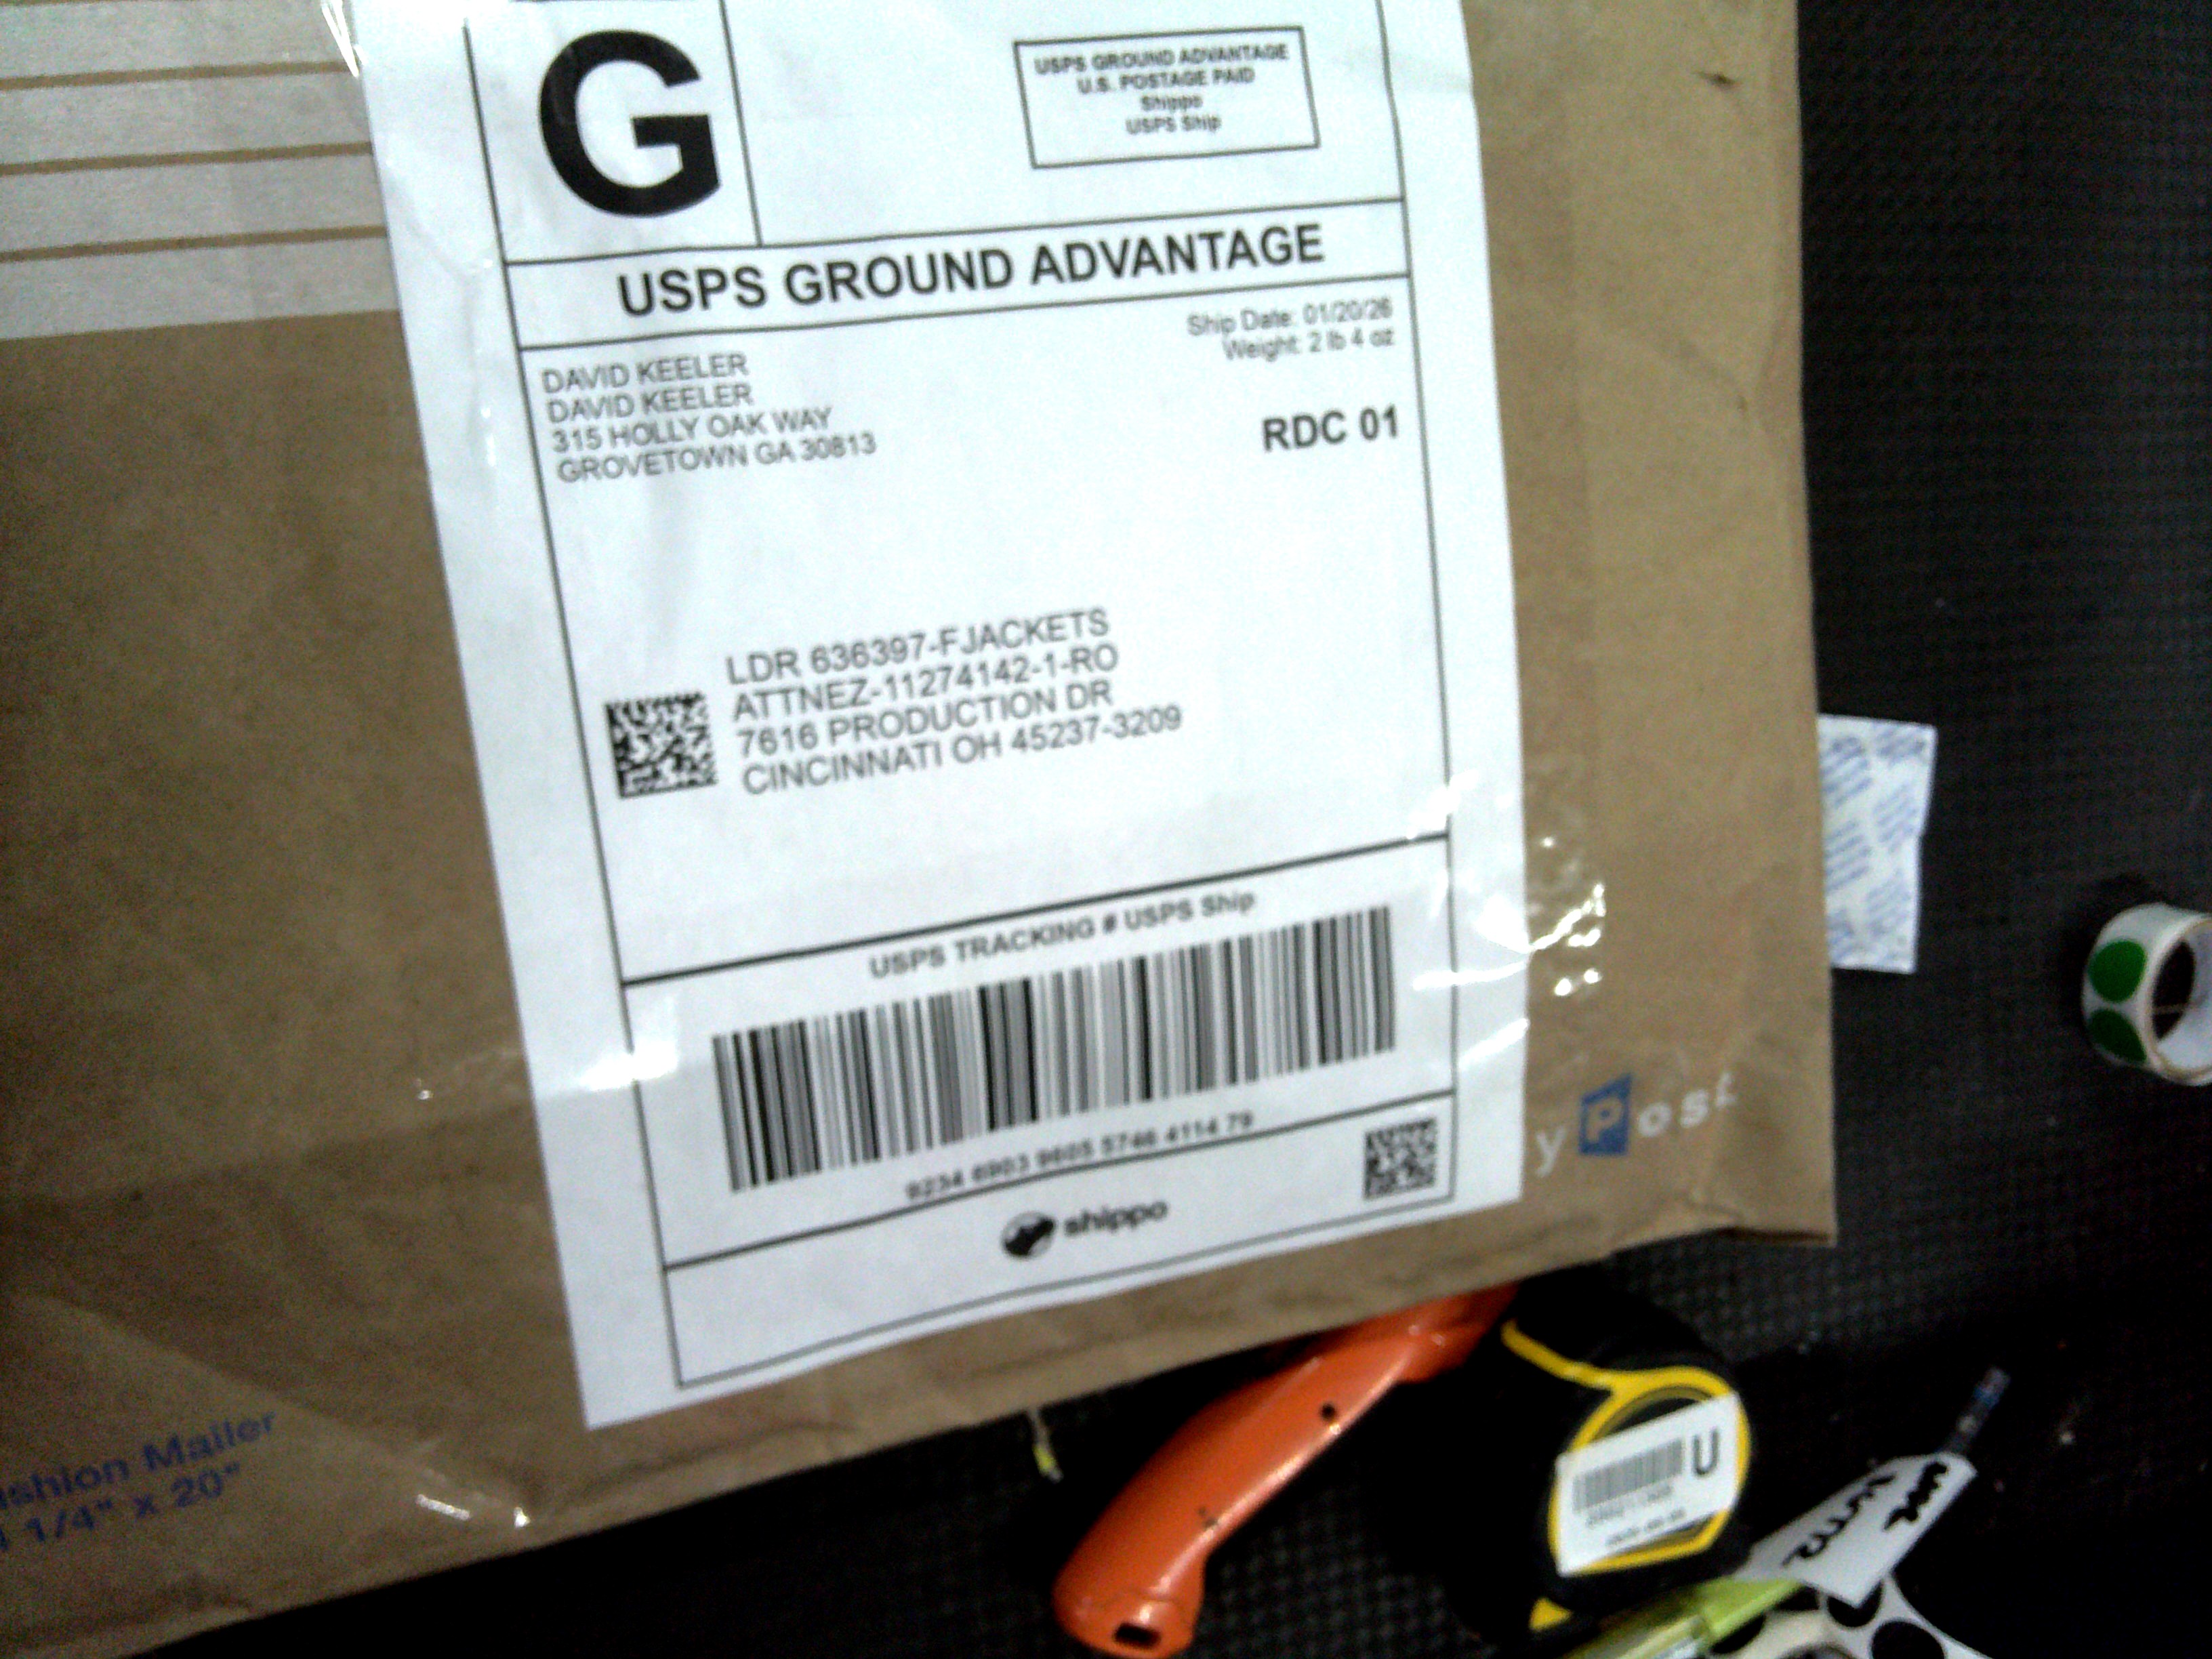 G
USPS GROUND ADVANTAGE
U.S. POSTAGE PAID
Shippo
USPS Ship
USPS GROUND ADVANTAGE
Ship Date: 01/20/26
Weight: 2 lb 4 oz
DAVID KEELER
DAVID KEELER
315 HOLLY OAK WAY
GROVETOWN GA 30813
RDC 01
LDR 636397-FJACKETS
ATTNEZ-11274142-1-RO
7616 PRODUCTION DR
CINCINNATI OH 45237-3209
USPS TRACKING # USPS Ship
9234 6903 9605 5746 4114 79
shippo
y Post
Mailer
1/4" x 20"
U